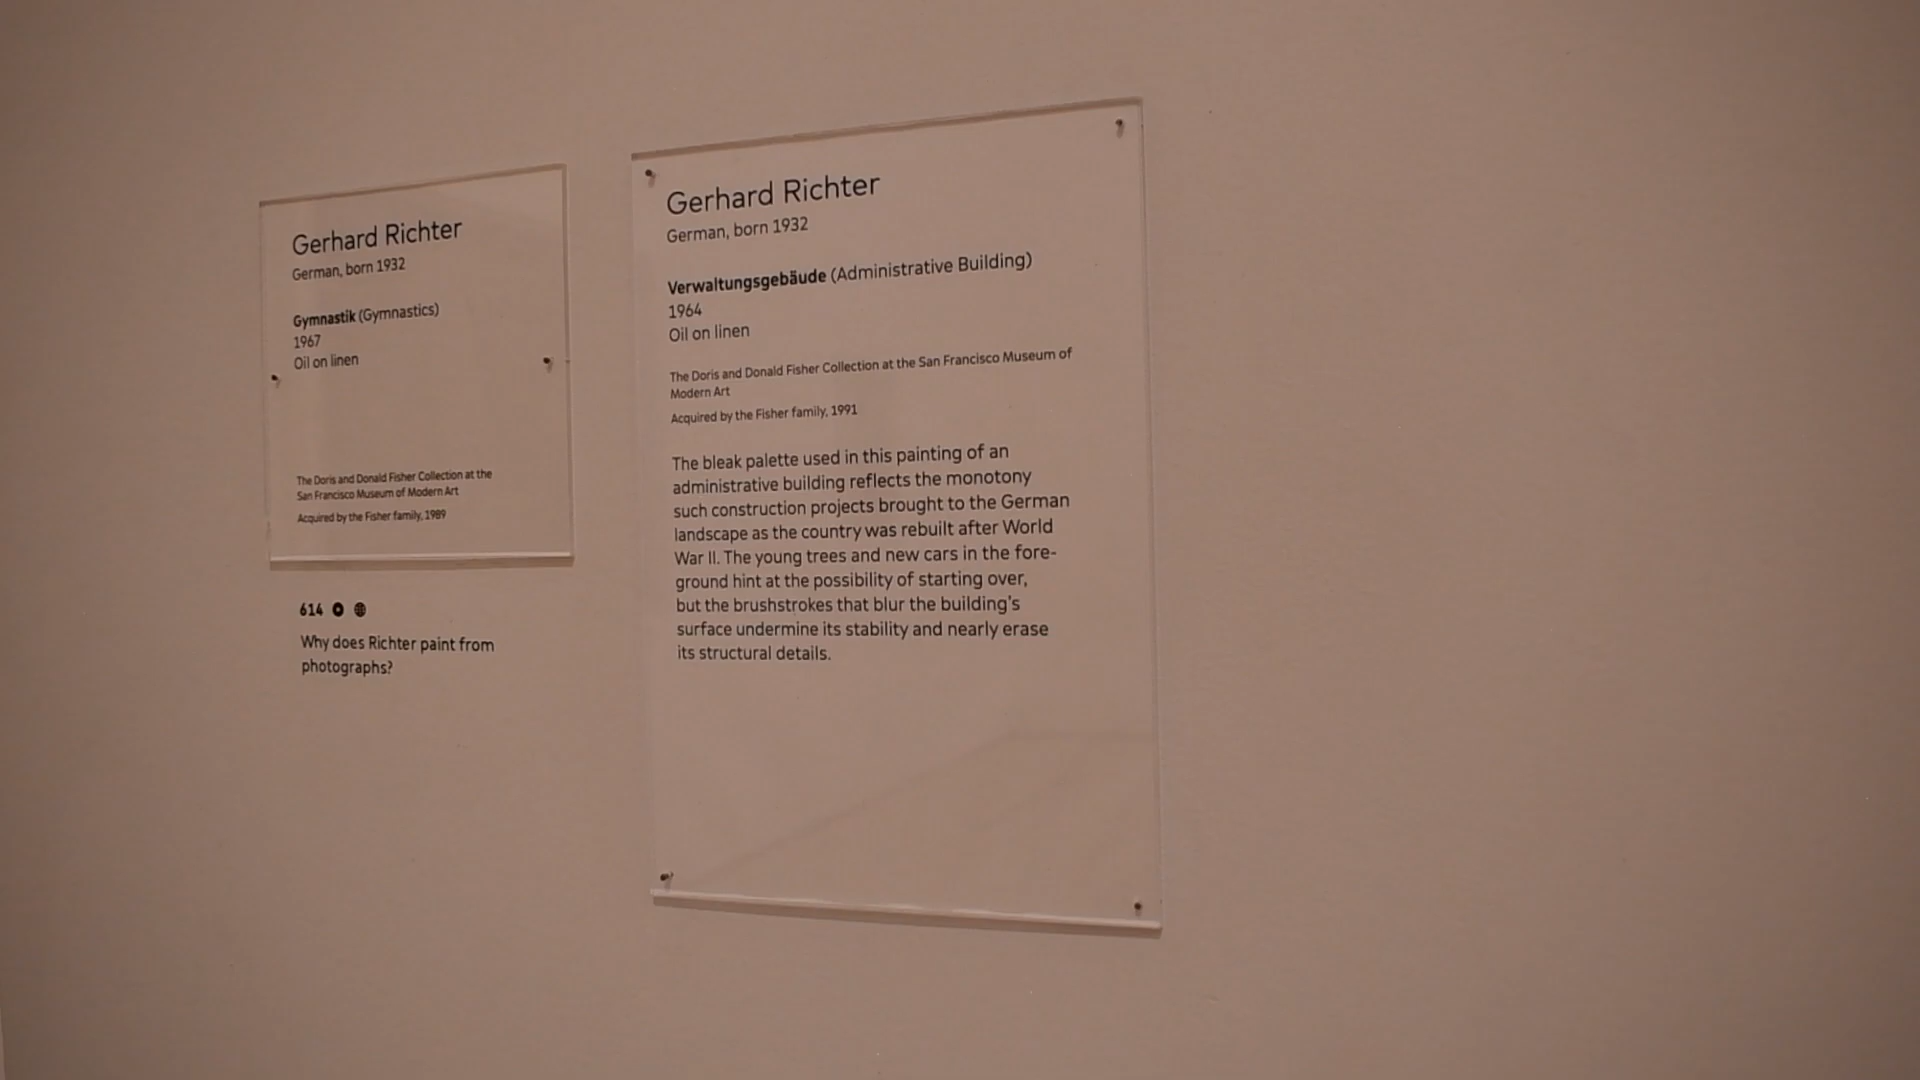 Gerhard Richter
German, born 1932
Gymnastik (Gymnastics)
1967
Oil on linen
The Doris and Donald Fisher Collection at the
San Francisco Museum of Modern Art
Acquired by the Fisher family, 1989
614
Why does Richter paint from
photographs?
Gerhard Richter
German, born 1932
Verwaltungsgebäude (Administrative Building)
1964
Oil on linen
The Doris and Donald Fisher Collection at the San Francisco Museum of
Modern Art
Acquired by the Fisher family, 1991
The bleak palette used in this painting of an
administrative building reflects the monotony
such construction projects brought to the German
landscape as the country was rebuilt after World
War II. The young trees and new cars in the fore-
ground hint at the possibility of starting over,
but the brushstrokes that blur the building's
surface undermine its stability and nearly erase
its structural details.